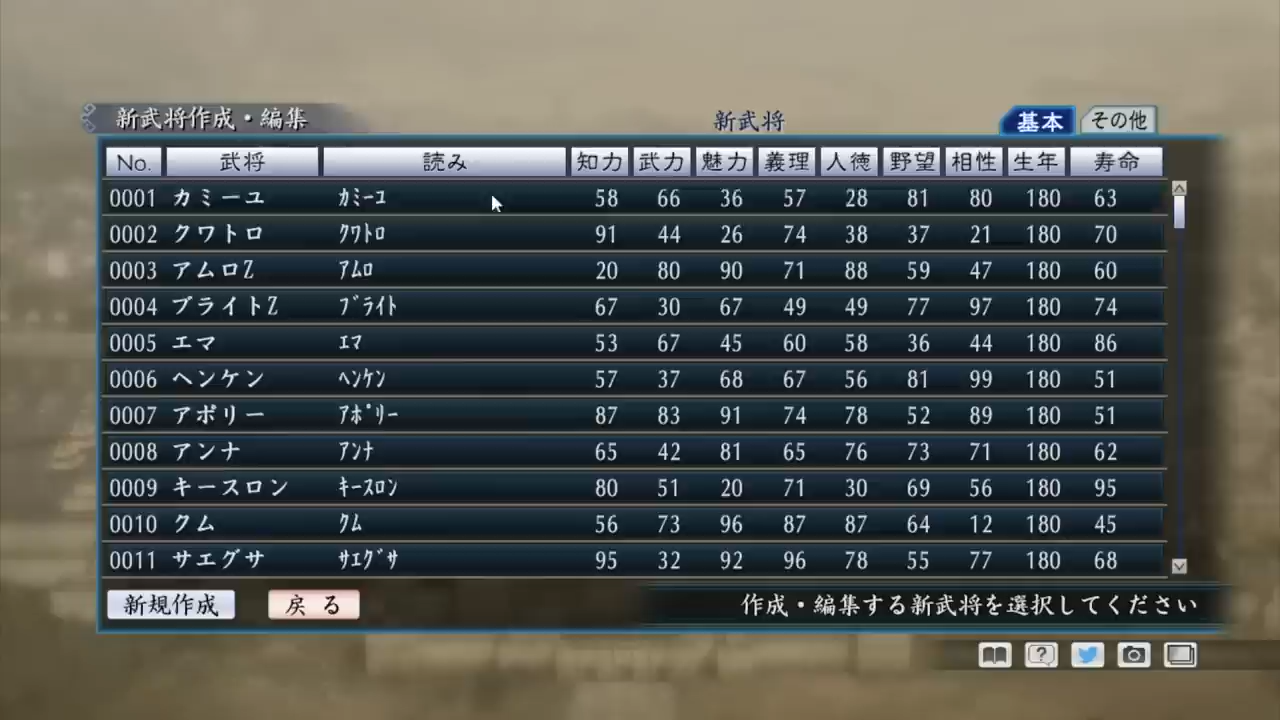 新武将作成・編集 新武将 基本 その他
No. 武将 読み 知力 武力 魅力 義理 人徳 野望 相性 生年 寿命
0001 カミーユ ｶﾐｰﾕ 58 66 36 57 28 81 80 180 63
0002 クワトロ ｸﾜﾄﾛ 91 44 26 74 38 37 21 180 70
0003 アムロZ ｱﾑﾛ 20 80 90 71 88 59 47 180 60
0004 ブライトZ ﾌﾞﾗｲﾄ 67 30 67 49 49 77 97 180 74
0005 エマ ｴﾏ 53 67 45 60 58 36 44 180 86
0006 ヘンケン ﾍﾝｹﾝ 57 37 68 67 56 81 99 180 51
0007 アポリー ｱﾎﾟﾘｰ 87 83 91 74 78 52 89 180 51
0008 アンナ ｱﾝﾅ 65 42 81 65 76 73 71 180 62
0009 キースロン ｷｰｽﾛﾝ 80 51 20 71 30 69 56 180 95
0010 クム ｸﾑ 56 73 96 87 87 64 12 180 45
0011 サエグサ ｻｴｸﾞｻ 95 32 92 96 78 55 77 180 68
新規作成 戻る 作成・編集する新武将を選択してください